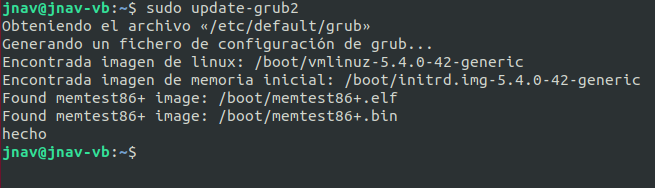 jnav@jnav-vb:~$ sudo update-grub2
Obteniendo el archivo «/etc/default/grub»
Generando un fichero de configuración de grub...
Encontrada imagen de linux: /boot/vmlinuz-5.4.0-42-generic
Encontrada imagen de memoria inicial: /boot/initrd.img-5.4.0-42-generic
Found memtest86+ image: /boot/memtest86+.elf
Found memtest86+ image: /boot/memtest86+.bin
hecho
jnav@jnav-vb:~$